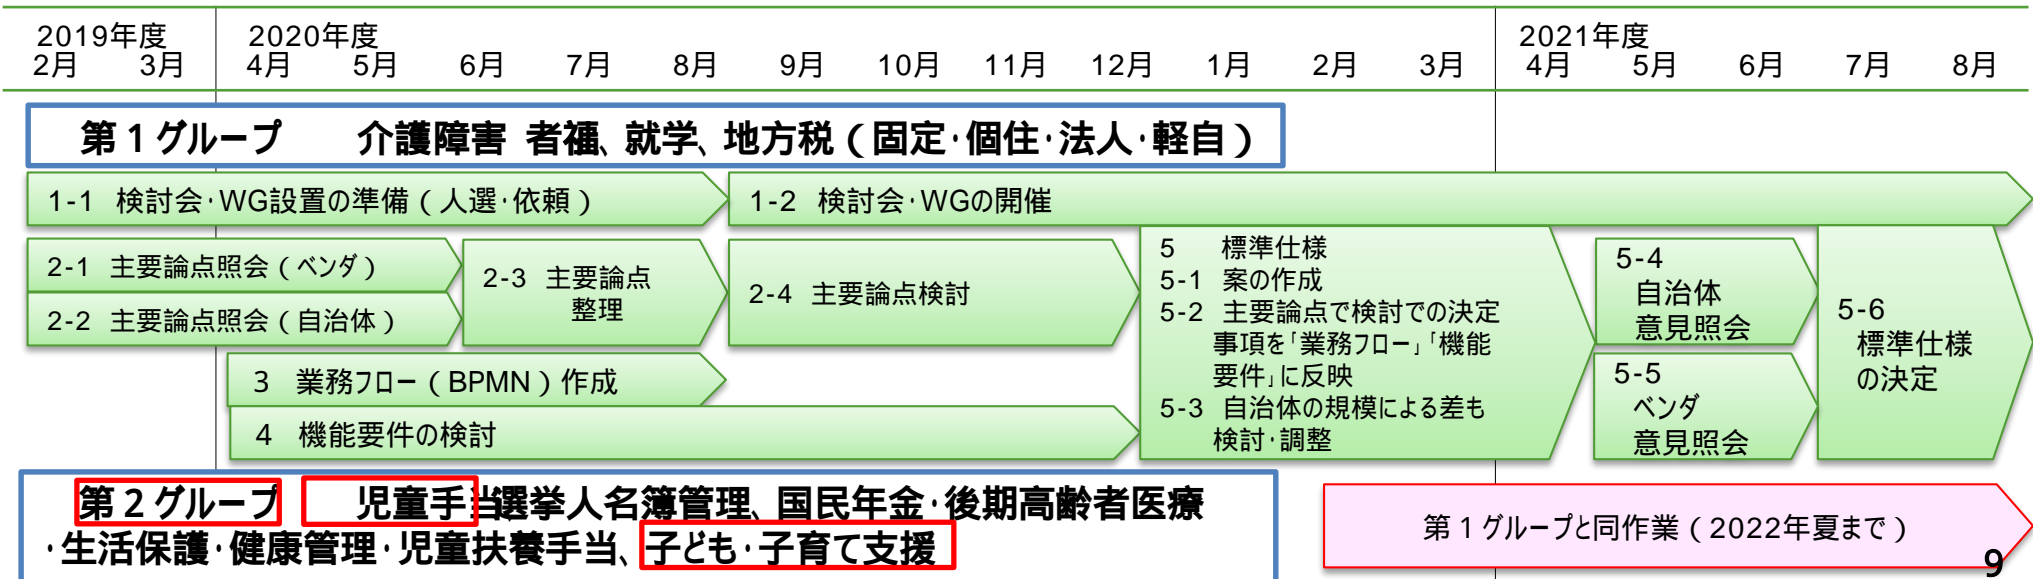 2019年度 2020年度 2021年度
2月 3月 4月 5月 6月 7月 8月 9月 10月 11月 12月 1月 2月 3月 4月 5月 6月 7月 8月
第1グループ 介護障害 者福、就学、地方税(固定・個住・法人・軽自)
1-1 検討会・WG設置の準備(人選・依頼)
1-2 検討会・WGの開催
2-1 主要論点照会(ベンダ)
2-2 主要論点照会(自治体)
2-3 主要論点
整理
2-4 主要論点検討
3 業務フロー(BPMN)作成
4 機能要件の検討
5 標準仕様
5-1 案の作成
5-2 主要論点で検討での決定
事項を「業務フロー」「機能
要件」に反映
5-3 自治体の規模による差も
検討・調整
5-4
自治体
意見照会
5-5
ベンダ
意見照会
5-6
標準仕様
の決定
第2グループ 児童手当選挙人名簿管理、国民年金・後期高齢者医療
・生活保護・健康管理・児童扶養手当、子ども・子育て支援
第1グループと同作業(2022年夏まで)
9